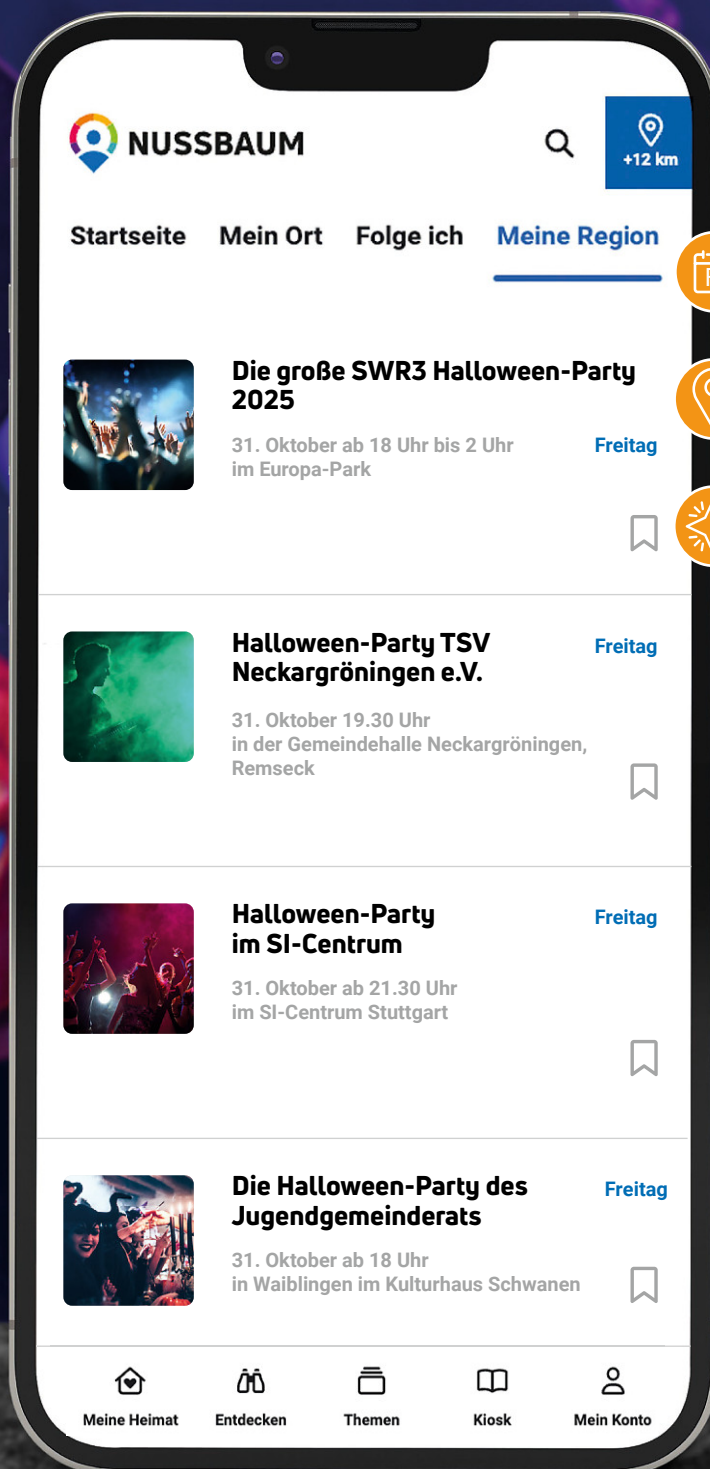 NUSSBAUM
+12 km
Startseite Mein Ort Folge ich Meine Region
Die große SWR3 Halloween-Party
2025
31. Oktober ab 18 Uhr bis 2 Uhr
im Europa-Park
Freitag
Halloween-Party TSV
Neckargröningen e.V.
Freitag
31. Oktober 19.30 Uhr
in der Gemeindehalle Neckargröningen,
Remseck
Halloween-Party
im SI-Centrum
Freitag
31. Oktober ab 21.30 Uhr
im SI-Centrum Stuttgart
Die Halloween-Party des
Jugendgemeinderats
Freitag
31. Oktober ab 18 Uhr
in Waiblingen im Kulturhaus Schwanen
Meine Heimat Entdecken Themen Kiosk Mein Konto